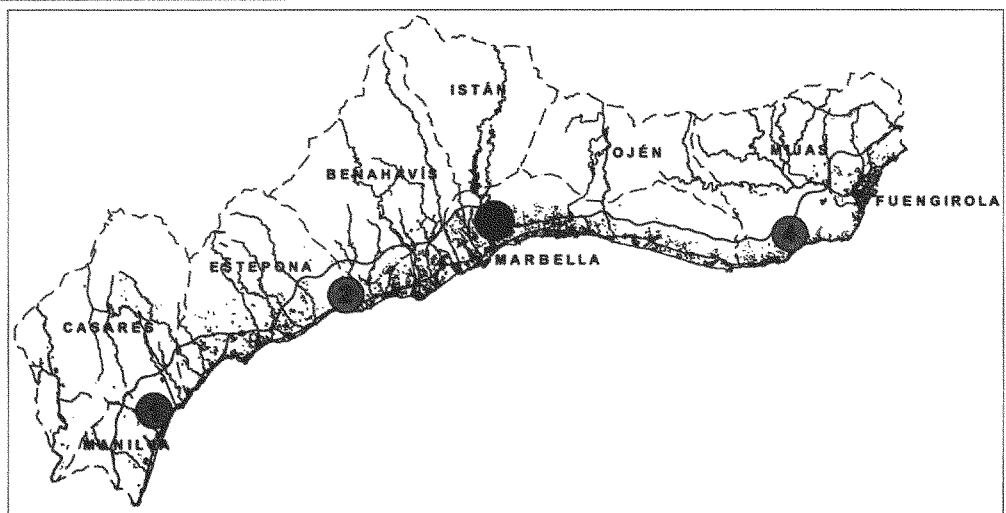 ISTÁN
OJÉN
MIJAS
BENAHAVÍS
FUENGIROLA
MARBELLA
ESTEPONA
CASARES
MANILVA